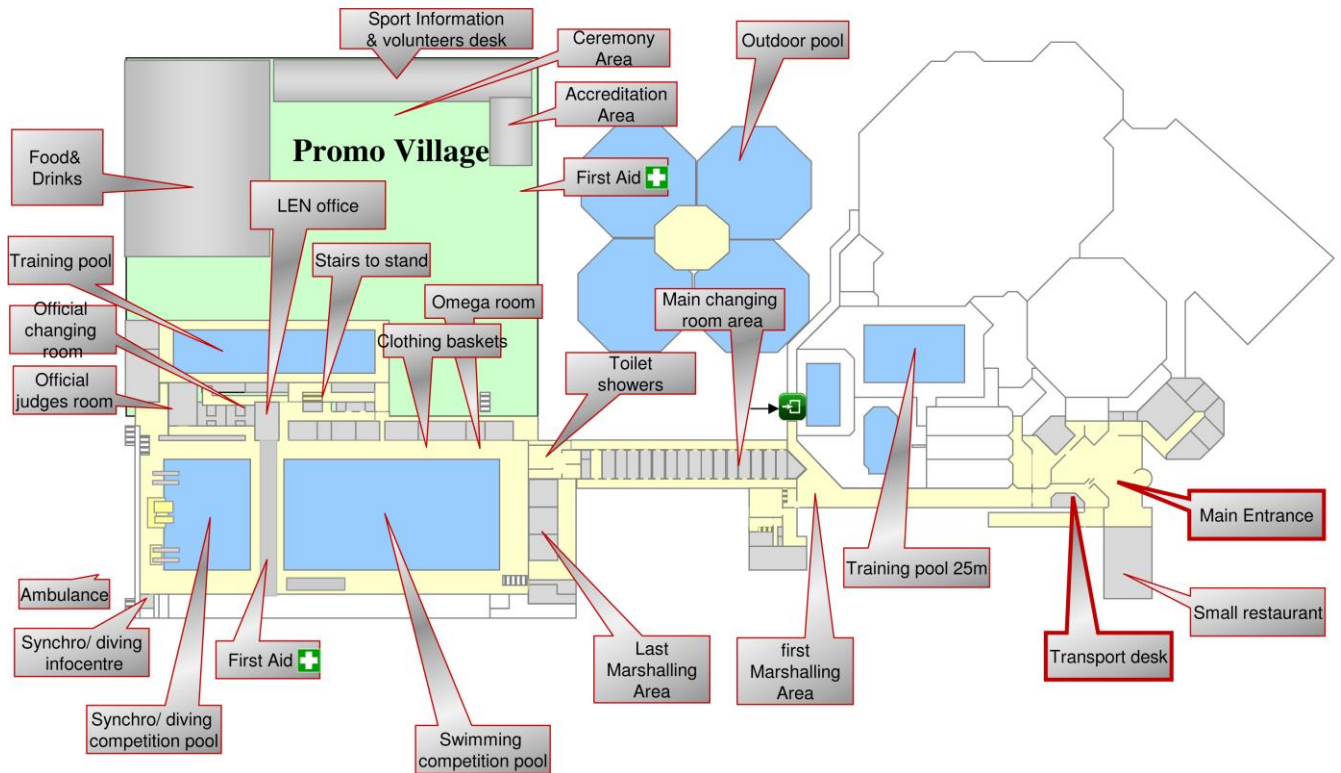 Sport Information
& volunteers desk
Ceremony
Area
Outdoor pool
Accreditation
Area
Promo Village
Food&
Drinks
First Aid
LEN office
Training pool
Stairs to stand
Official
changing
room
Omega room
Main changing
room area
Clothing baskets
Toilet
showers
Official
judges room
Main Entrance
Ambulance
Training pool 25m
Small restaurant
Synchro/ diving
infocentre
First Aid
Last
Marshalling
Area
first
Marshalling
Area
Transport desk
Synchro/ diving
competition pool
Swimming
competition pool